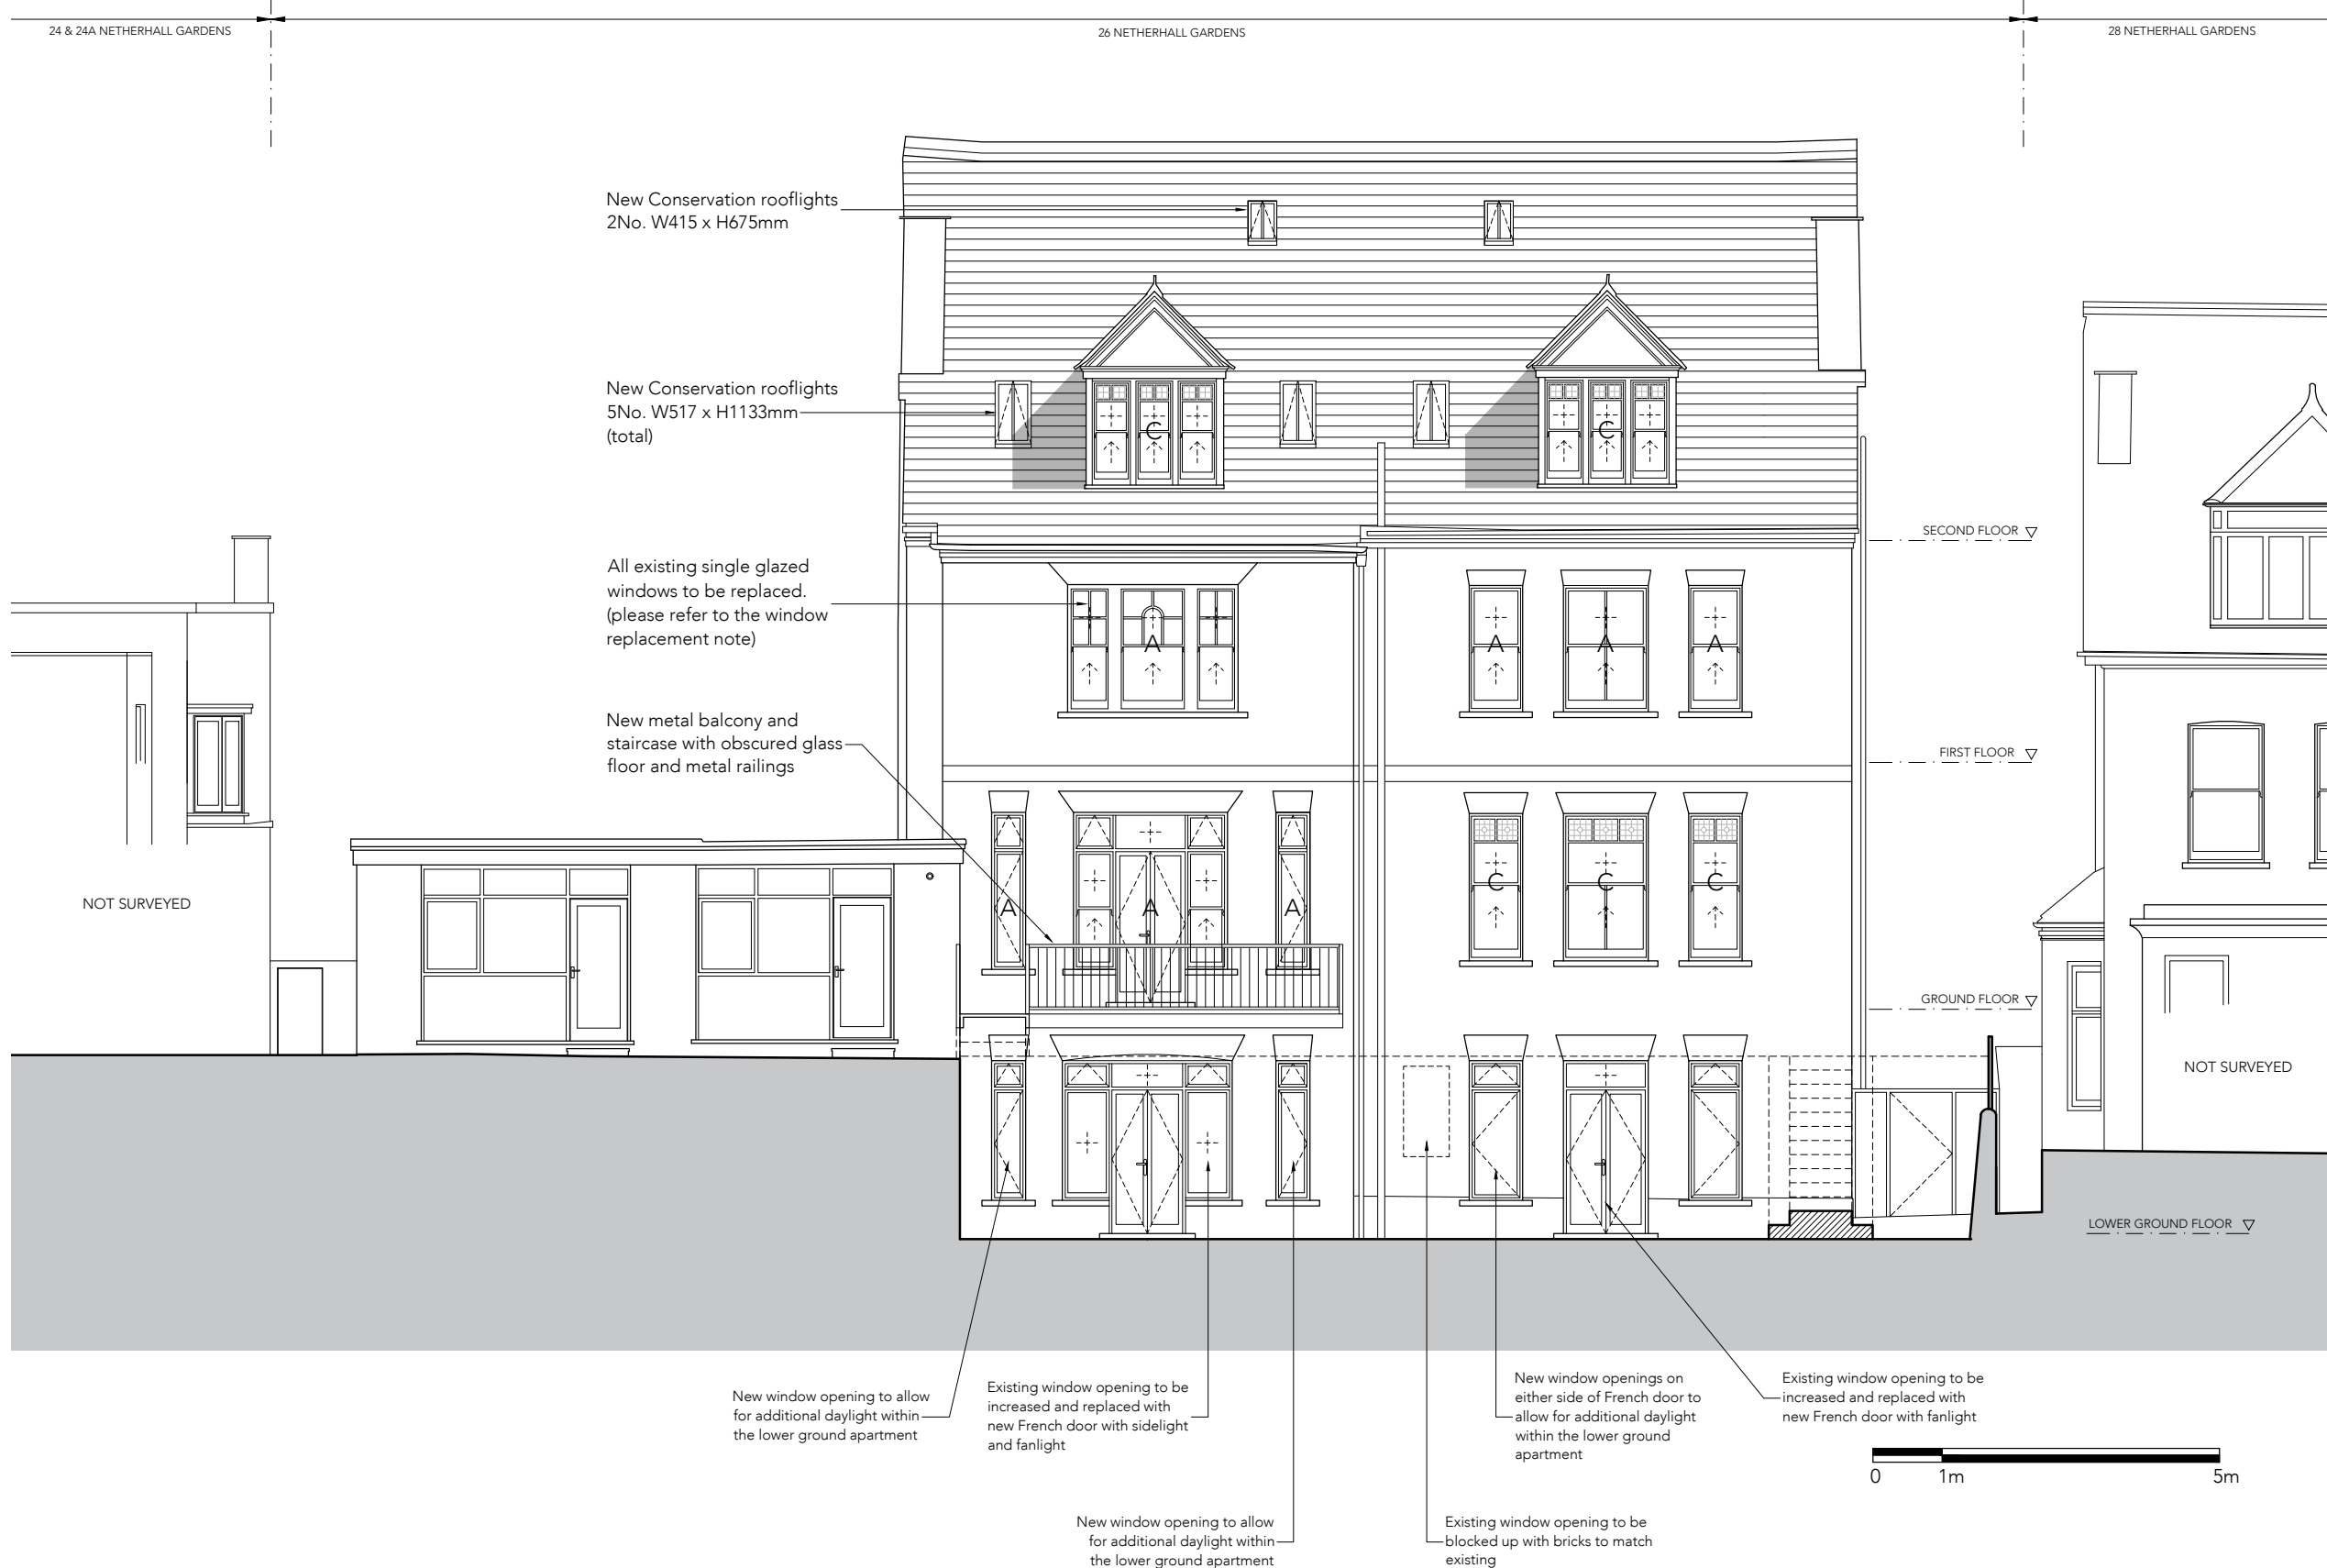 24 & 24A NETHERHALL GARDENS
26 NETHERHALL GARDENS
28 NETHERHALL GARDENS
New Conservation rooflights
2No. W415 x H675mm
New Conservation rooflights
5No. W517 x H1133mm
(total)
C
C
SECOND FLOOR
All existing single glazed
windows to be replaced.
(please refer to the window
replacement note)
A
A
A
A
New metal balcony and
staircase with obscured glass
floor and metal railings
FIRST FLOOR
C
C
C
A
A
A
NOT SURVEYED
GROUND FLOOR
NOT SURVEYED
LOWER GROUND FLOOR
New window opening to allow
for additional daylight within
the lower ground apartment
Existing window opening to be
increased and replaced with
new French door with sidelight
and fanlight
New window openings on
either side of French door to
allow for additional daylight
within the lower ground
apartment
Existing window opening to be
increased and replaced with
new French door with fanlight
0
1m
5m
New window opening to allow
for additional daylight within
the lower ground apartment
Existing window opening to be
blocked up with bricks to match
existing